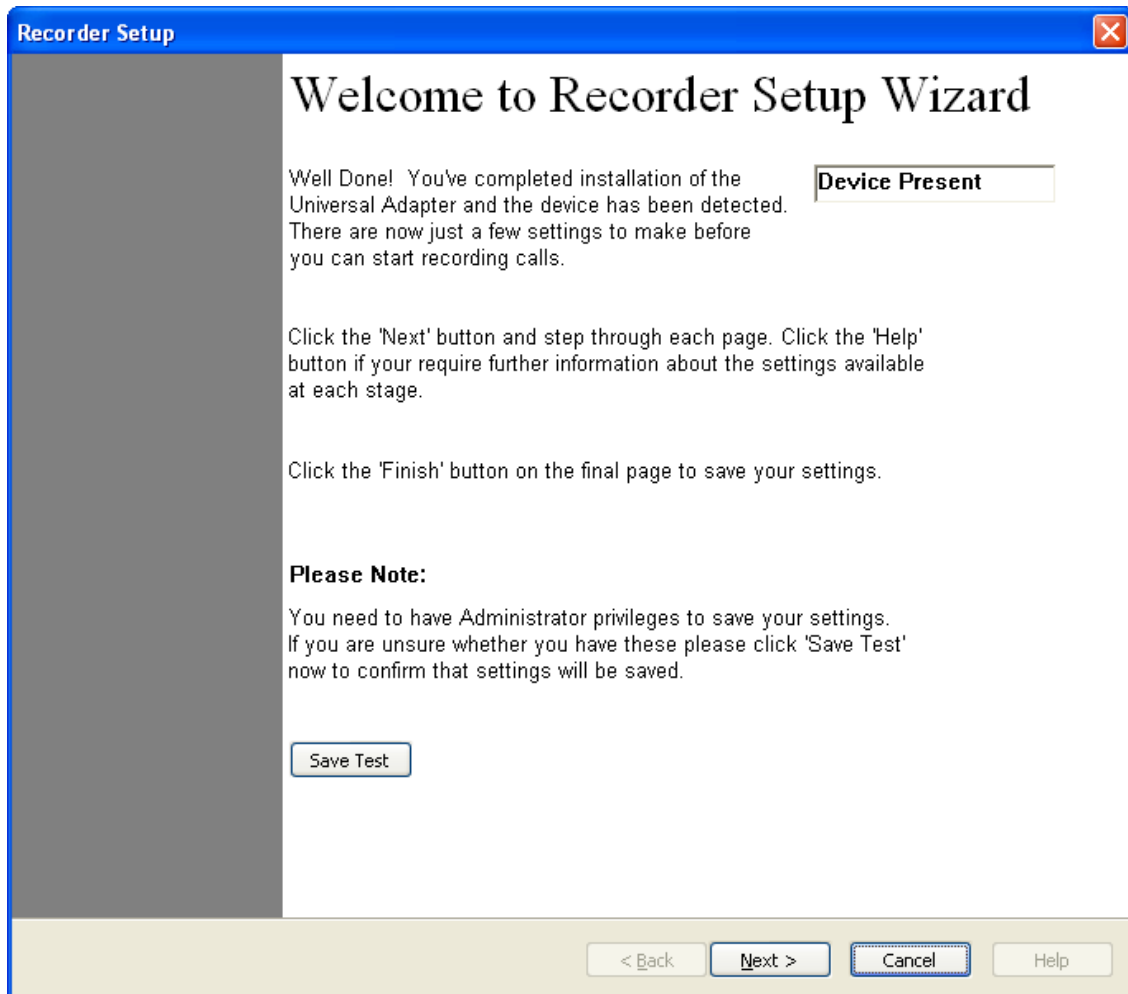 Recorder Setup
Welcome to Recorder Setup Wizard
Well Done!  You've completed installation of the
Universal Adapter and the device has been detected.
There are now just a few settings to make before
you can start recording calls.
Device Present
Click the 'Next' button and step through each page. Click the 'Help'
button if your require further information about the settings available
at each stage.
Click the 'Finish' button on the final page to save your settings.
Please Note:
You need to have Administrator privileges to save your settings.
If you are unsure whether you have these please click 'Save Test'
now to confirm that settings will be saved.
Save Test
< Back
Next >
Cancel
Help